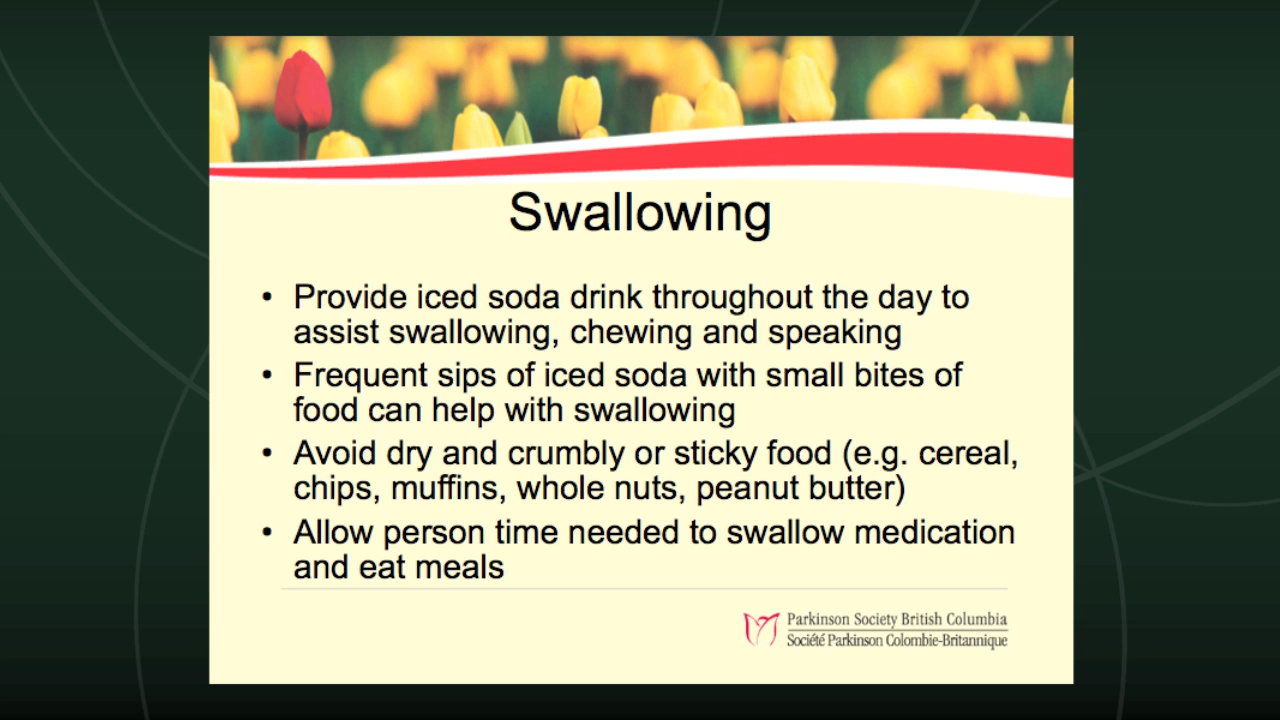 Swallowing
• Provide iced soda drink throughout the day to
assist swallowing, chewing and speaking
• Frequent sips of iced soda with small bites of
food can help with swallowing
• Avoid dry and crumbly or sticky food (e.g. cereal,
chips, muffins, whole nuts, peanut butter)
• Allow person time needed to swallow medication
and eat meals
Parkinson Society British Columbia
Société Parkinson Colombie-Britannique